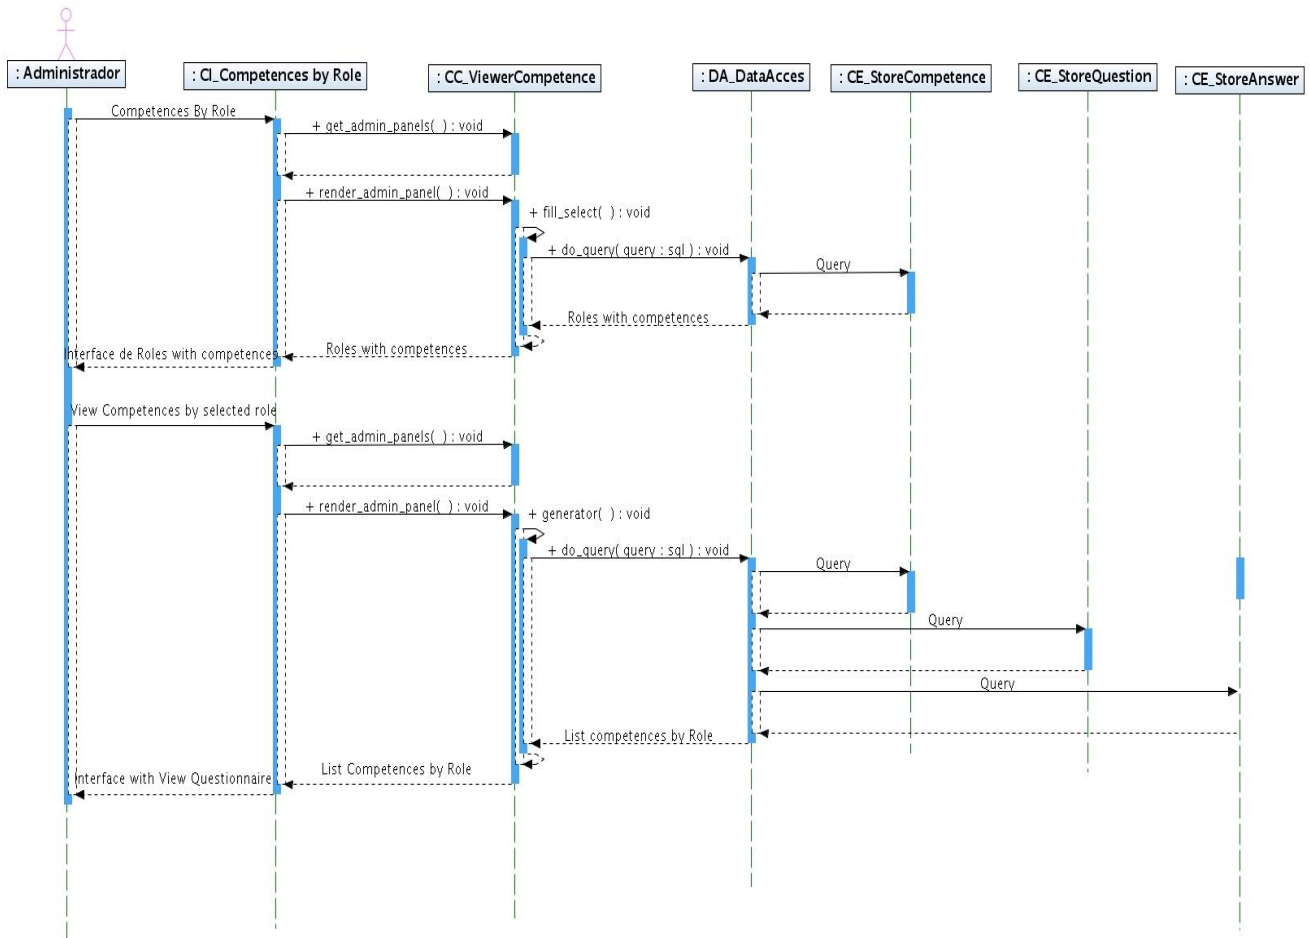 : Administrador
: CI_Competences by Role
: CC_ViewerCompetence
: DA_DataAcces
: CE_StoreCompetence
: CE_StoreQuestion
: CE_StoreAnswer
Competences By Role
+ get_admin_panels( ) : void
+ render_admin_panel( ) : void
+ fill_select( ) : void
+ do_query( query : sql ) : void
Query
Roles with competences
Roles with competences
Interface de Roles with competences
View Competences by selected role
+ get_admin_panels( ) : void
+ render_admin_panel( ) : void
+ generator( ) : void
+ do_query( query : sql ) : void
Query
Query
Query
List competences by Role
List Competences by Role
Interface with View Questionnaire